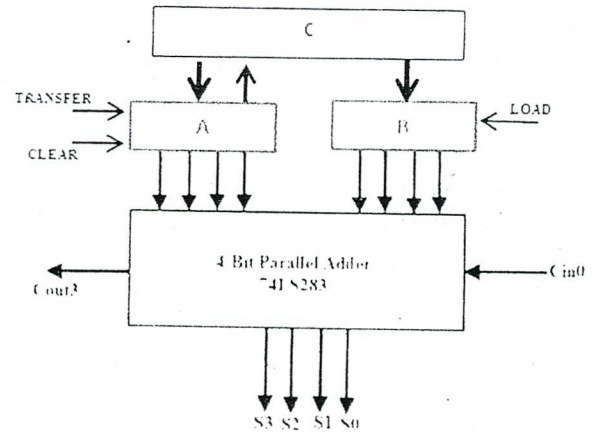 C
TRANSFER
CLEAR
A
B
LOAD
4 Bit Parallel Adder
74LS283
Cout3
Cin0
S3 S2 S1 S0